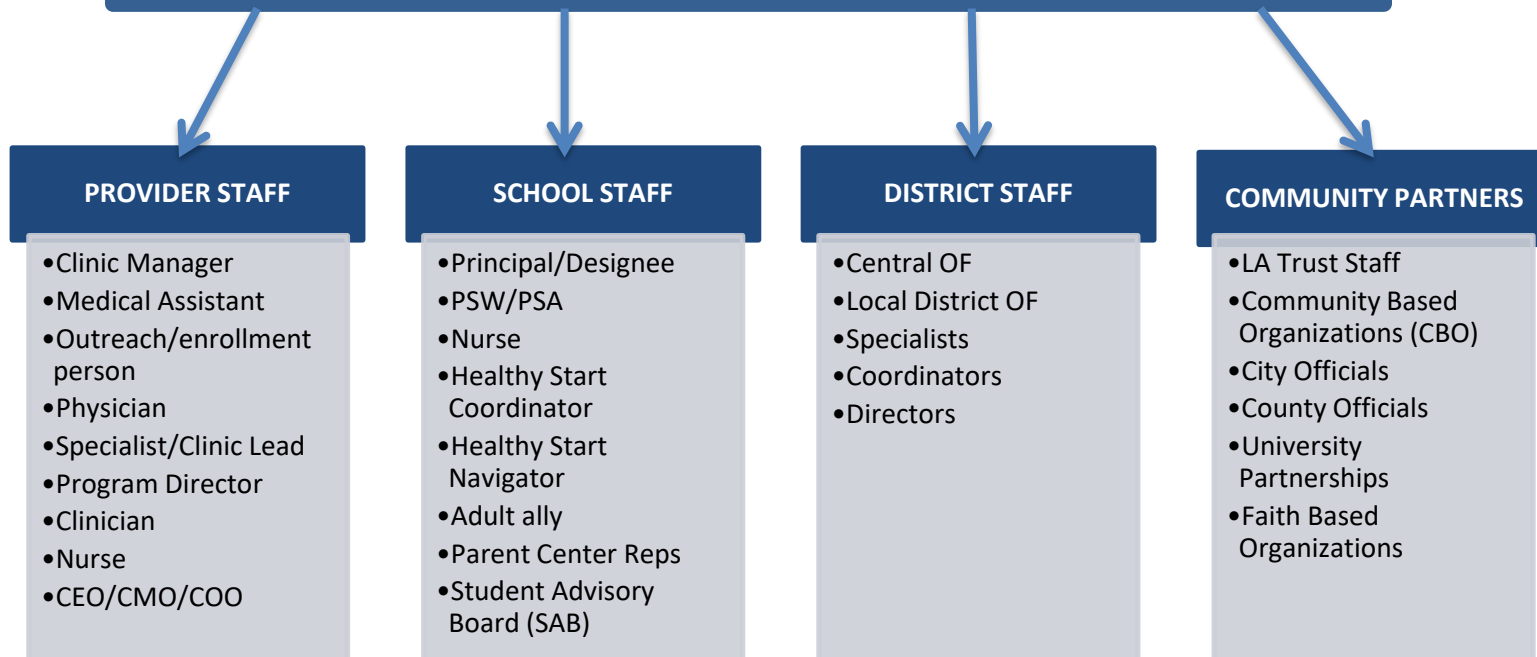 PROVIDER STAFF
•Clinic Manager
•Medical Assistant
•Outreach/enrollment
person
•Physician
•Specialist/Clinic Lead
•Program Director
•Clinician
•Nurse
•CEO/CMO/COO
SCHOOL STAFF
•Principal/Designee
•PSW/PSA
•Nurse
•Healthy Start
Coordinator
•Healthy Start
Navigator
•Adult ally
•Parent Center Reps
•Student Advisory
Board (SAB)
DISTRICT STAFF
•Central OF
•Local District OF
•Specialists
•Coordinators
•Directors
COMMUNITY PARTNERS
•LA Trust Staff
•Community Based
Organizations (CBO)
•City Officials
•County Officials
•University
Partnerships
•Faith Based
Organizations